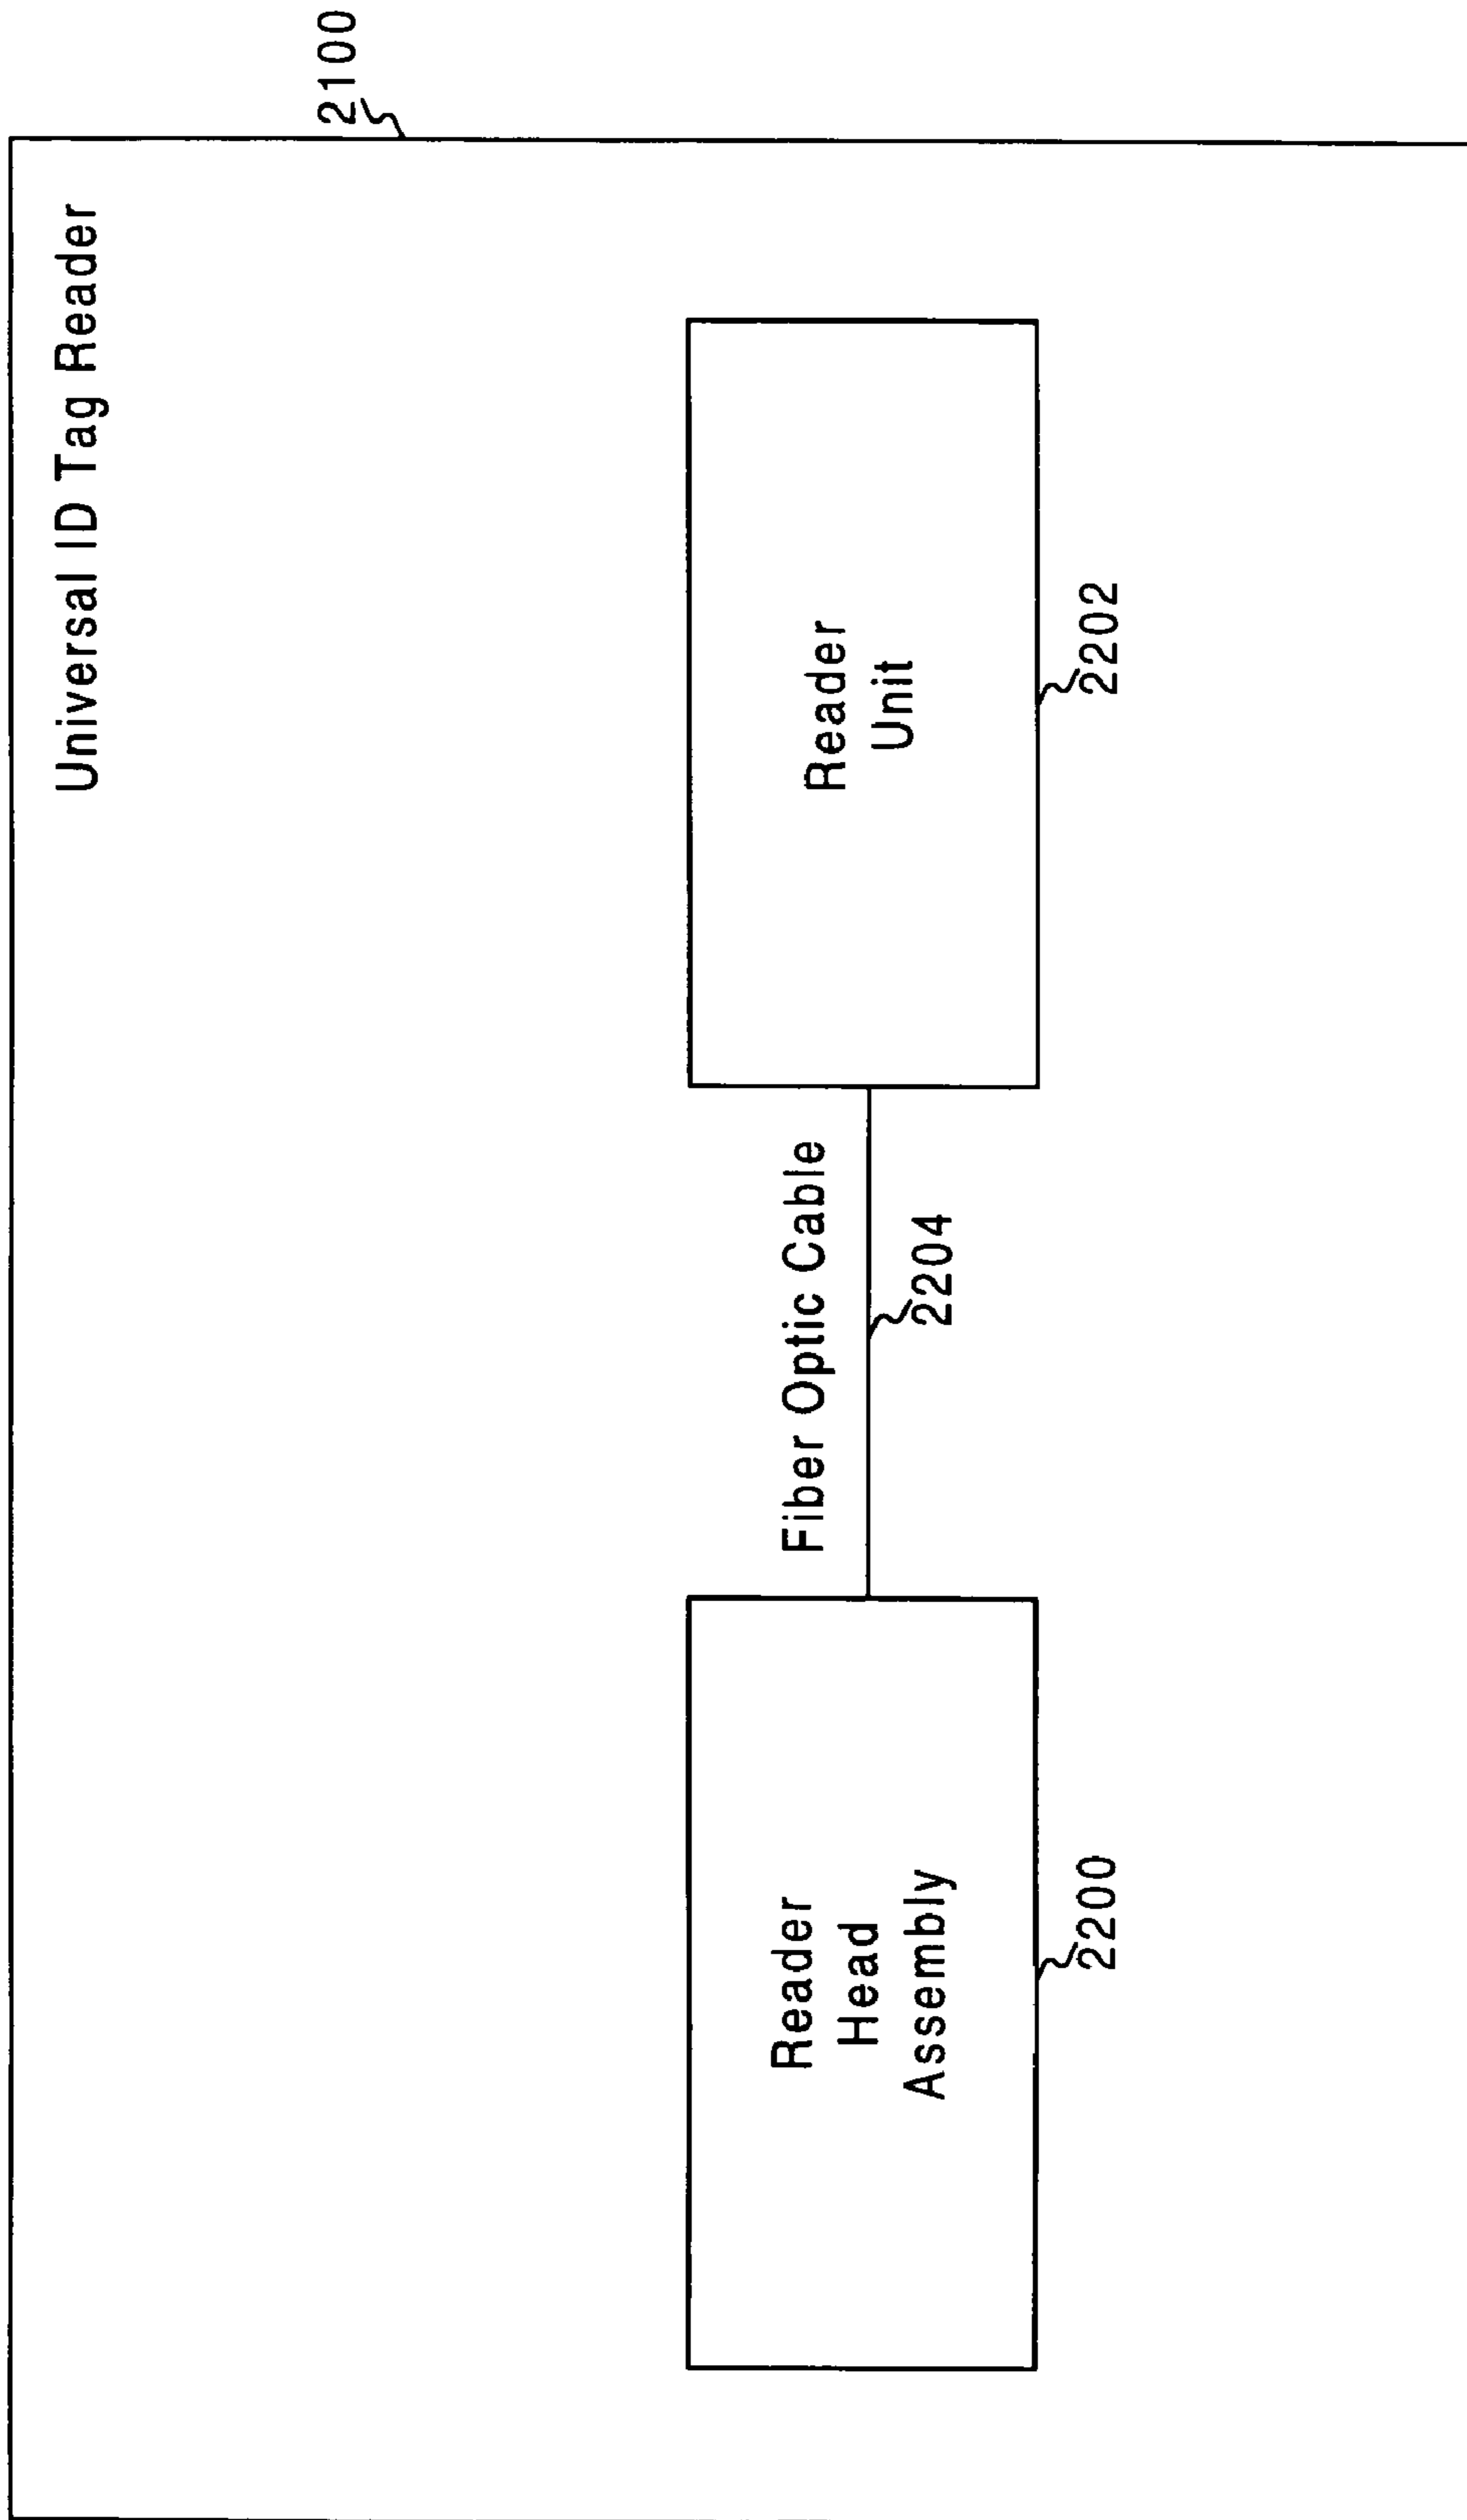 Universal ID Tag Reader
2100
Reader
Head
Assembly
2200
Fiber Optic Cable
2204
Reader
Unit
2202